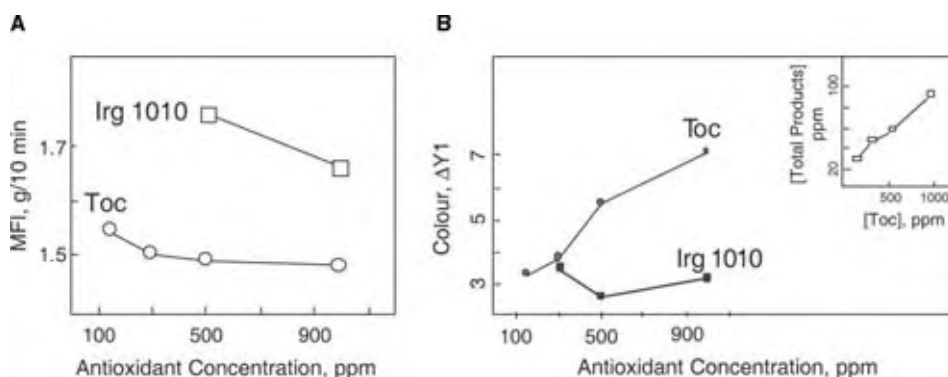 A
MFI, g/10 min
1.7
1.5
Irg 1010
Toc
100 500 900
Antioxidant Concentration, ppm
B
Colour, ΔY1
7
5
3
Toc
Irg 1010
100 500 900
Antioxidant Concentration, ppm
[Total Products]
ppm
100
20
500 1000
[Toc], ppm